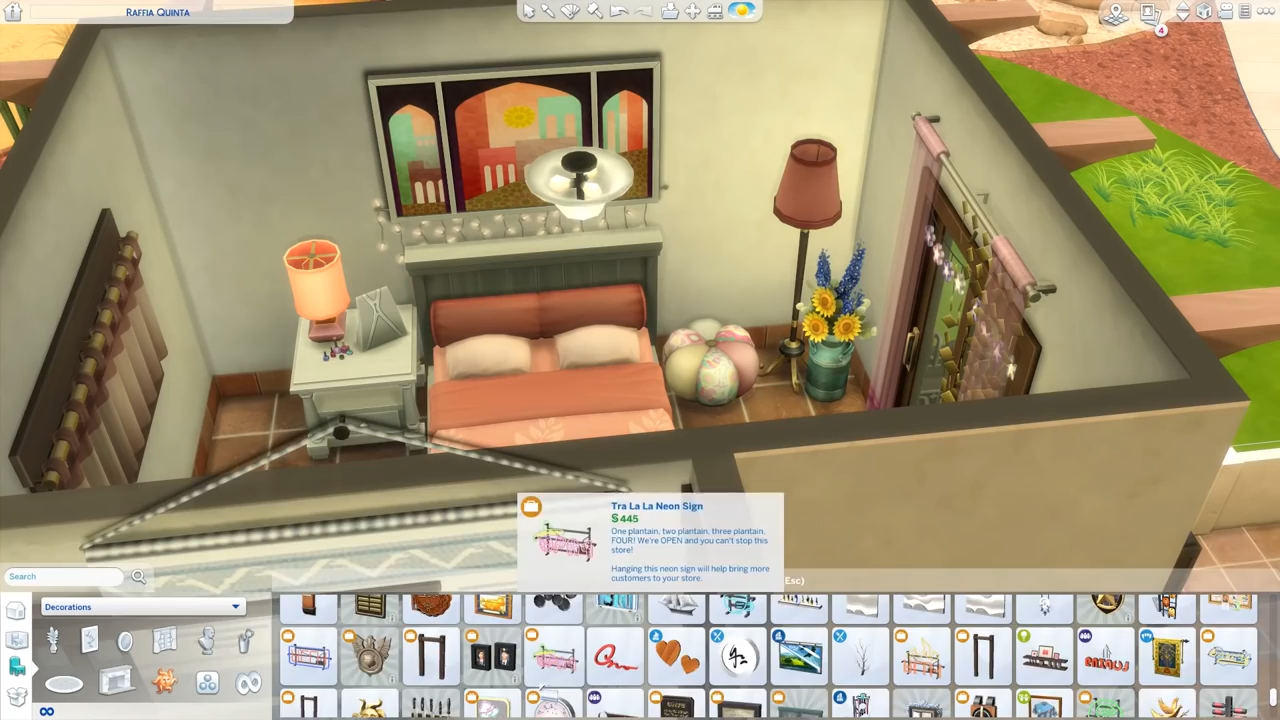 Raffia Quinta
4
Tra La La Neon Sign
§445
One plantain, two plantain, three plantain,
FOUR! We're OPEN and you can't stop this
store!
Hanging this neon sign will help bring more
customers to your store.
Esc)
Search
Decorations